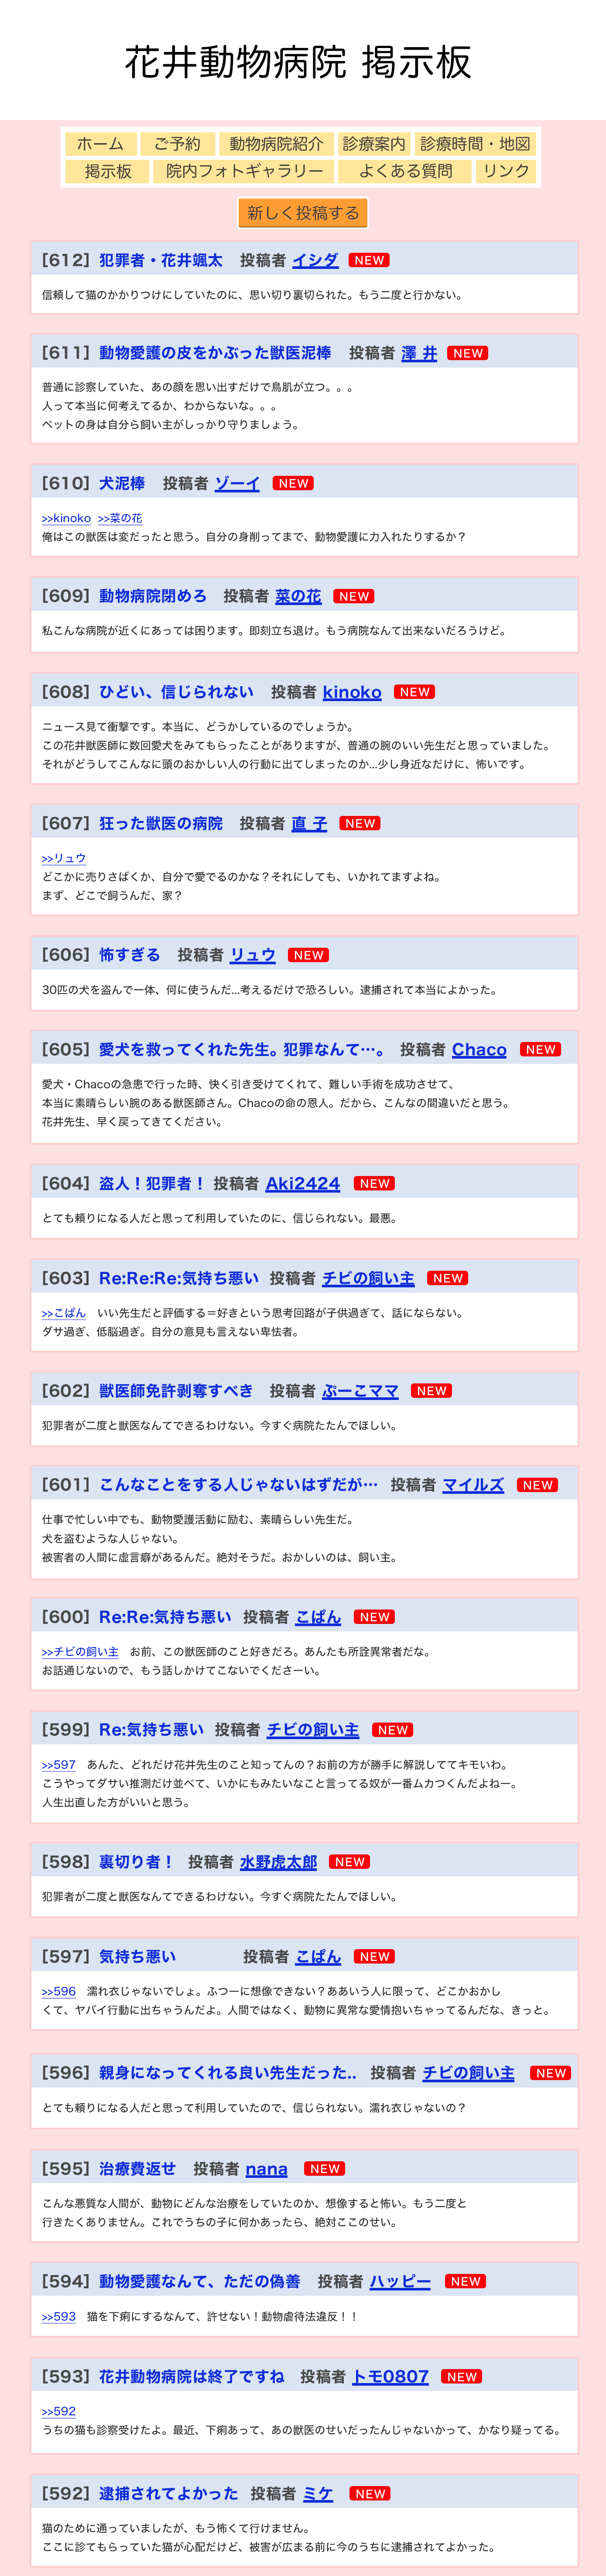 花井動物病院 掲示板
ホーム ご予約 動物病院紹介 診療案内 診療時間・地図
掲示板 院内フォトギャラリー よくある質問 リンク
新しく投稿する
[612] 犯罪者・花井颯太 投稿者 イシダ NEW
信頼して猫のかかりつけにしていたのに、思い切り裏切られた。もう二度と行かない。
[611] 動物愛護の皮をかぶった獣医泥棒 投稿者 澤 井 NEW
普通に診察していた、あの顔を思い出すだけで鳥肌が立つ。。。
人って本当に何考えてるか、わからないな。。。
ペットの身は自分ら飼い主がしっかり守りましょう。
[610] 犬泥棒 投稿者 ゾーイ NEW
>>kinoko >>菜の花
俺はこの獣医は変だったと思う。自分の身削ってまで、動物愛護に力入れたりするか？
[609] 動物病院閉めろ 投稿者 菜の花 NEW
私こんな病院が近くにあっては困ります。即刻立ち退け。もう病院なんて出来ないだろうけど。
[608] ひどい、信じられない 投稿者 kinoko NEW
ニュース見て衝撃です。本当に、どうかしているのでしょうか。
この花井獣医師に数回愛犬をみてもらったことがありますが、普通の腕のいい先生だと思っていました。
それがどうしてこんなに頭のおかしい人の行動に出てしまったのか...少し身近なだけに、怖いです。
[607] 狂った獣医の病院 投稿者 直 子 NEW
>>リュウ
どこかに売りさばくか、自分で愛でるのかな？それにしても、いかれてますよね。
まず、どこで飼うんだ、家？
[606] 怖すぎる 投稿者 リュウ NEW
30匹の犬を盗んで一体、何に使うんだ...考えるだけで恐ろしい。逮捕されて本当によかった。
[605] 愛犬を救ってくれた先生。犯罪なんて…。 投稿者 Chaco NEW
愛犬・Chacoの急患で行った時、快く引き受けてくれて、難しい手術を成功させて、
本当に素晴らしい腕のある獣医師さん。Chacoの命の恩人。だから、こんなの間違いだと思う。
花井先生、早く戻ってきてください。
[604] 盗人！犯罪者！ 投稿者 Aki2424 NEW
とても頼りになる人だと思って利用していたのに、信じられない。最悪。
[603] Re:Re:Re:気持ち悪い 投稿者 チビの飼い主 NEW
>>こぱん いい先生だと評価する＝好きという思考回路が子供過ぎて、話にならない。
ダサ過ぎ、低脳過ぎ。自分の意見も言えない卑怯者。
[602] 獣医師免許剥奪すべき 投稿者 ぷーこママ NEW
犯罪者が二度と獣医なんてできるわけない。今すぐ病院たたんでほしい。
[601] こんなことをする人じゃないはずだが… 投稿者 マイルズ NEW
仕事で忙しい中でも、動物愛護活動に励む、素晴らしい先生だ。
犬を盗むような人じゃない。
被害者の人間に虚言癖があるんだ。絶対そうだ。おかしいのは、飼い主。
[600] Re:Re:気持ち悪い 投稿者 こぱん NEW
>>チビの飼い主 お前、この獣医師のこと好きだろ。あんたも所詮異常者だな。
お話通じないので、もう話しかけてこないでくださーい。
[599] Re:気持ち悪い 投稿者 チビの飼い主 NEW
>>597 あんた、どれだけ花井先生のこと知ってんの？お前の方が勝手に解説しててキモいわ。
こうやってダサい推測だけ並べて、いかにもみたいなこと言ってる奴が一番ムカつくんだよねー。
人生出直した方がいいと思う。
[598] 裏切り者！ 投稿者 水野虎太郎 NEW
犯罪者が二度と獣医なんてできるわけない。今すぐ病院たたんでほしい。
[597] 気持ち悪い 投稿者 こぱん NEW
>>596 濡れ衣じゃないでしょ。ふつーに想像できない？ああいう人に限って、どこかおかし
くて、ヤバイ行動に出ちゃうんだよ。人間ではなく、動物に異常な愛情抱いちゃってるんだな、きっと。
[596] 親身になってくれる良い先生だった.. 投稿者 チビの飼い主 NEW
とても頼りになる人だと思って利用していたので、信じられない。濡れ衣じゃないの？
[595] 治療費返せ 投稿者 nana NEW
こんな悪質な人間が、動物にどんな治療をしていたのか、想像すると怖い。もう二度と
行きたくありません。これでうちの子に何かあったら、絶対ここのせい。
[594] 動物愛護なんて、ただの偽善 投稿者 ハッピー NEW
>>593 猫を下痢にするなんて、許せない！動物虐待法違反！！
[593] 花井動物病院は終了ですね 投稿者 トモ0807 NEW
>>592
うちの猫も診察受けたよ。最近、下痢あって、あの獣医のせいだったんじゃないかって、かなり疑ってる。
[592] 逮捕されてよかった 投稿者 ミケ NEW
猫のために通っていましたが、もう怖くて行けません。
ここに診てもらっていた猫が心配だけど、被害が広まる前に今のうちに逮捕されてよかった。